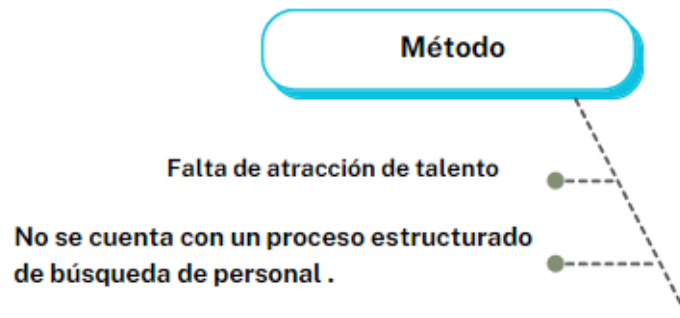 Método
Falta de atracción de talento
No se cuenta con un proceso estructurado
de búsqueda de personal .